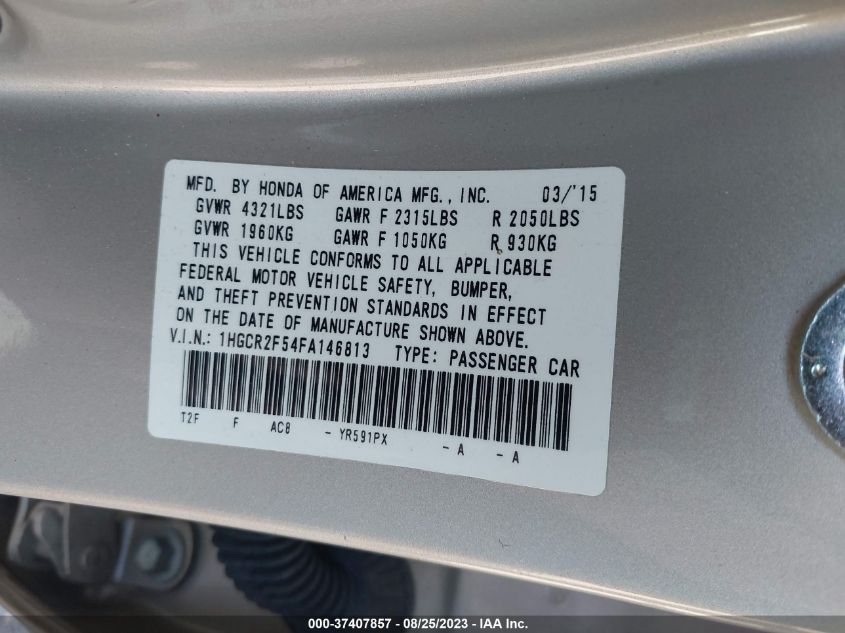 MFD. BY HONDA OF AMERICA MFG., INC. 03/'15
GVWR 4321LBS GAWR F 2315LBS R 2050LBS
GVWR 1960KG GAWR F 1050KG R 930KG
THIS VEHICLE CONFORMS TO ALL APPLICABLE
FEDERAL MOTOR VEHICLE SAFETY, BUMPER,
AND THEFT PREVENTION STANDARDS IN EFFECT
ON THE DATE OF MANUFACTURE SHOWN ABOVE.
V.I.N.: 1HGCR2F54FA146813 TYPE: PASSENGER CAR
T2F F AC8 - YR591PX - A - A
000-37407857 - 08/25/2023 - IAA Inc.